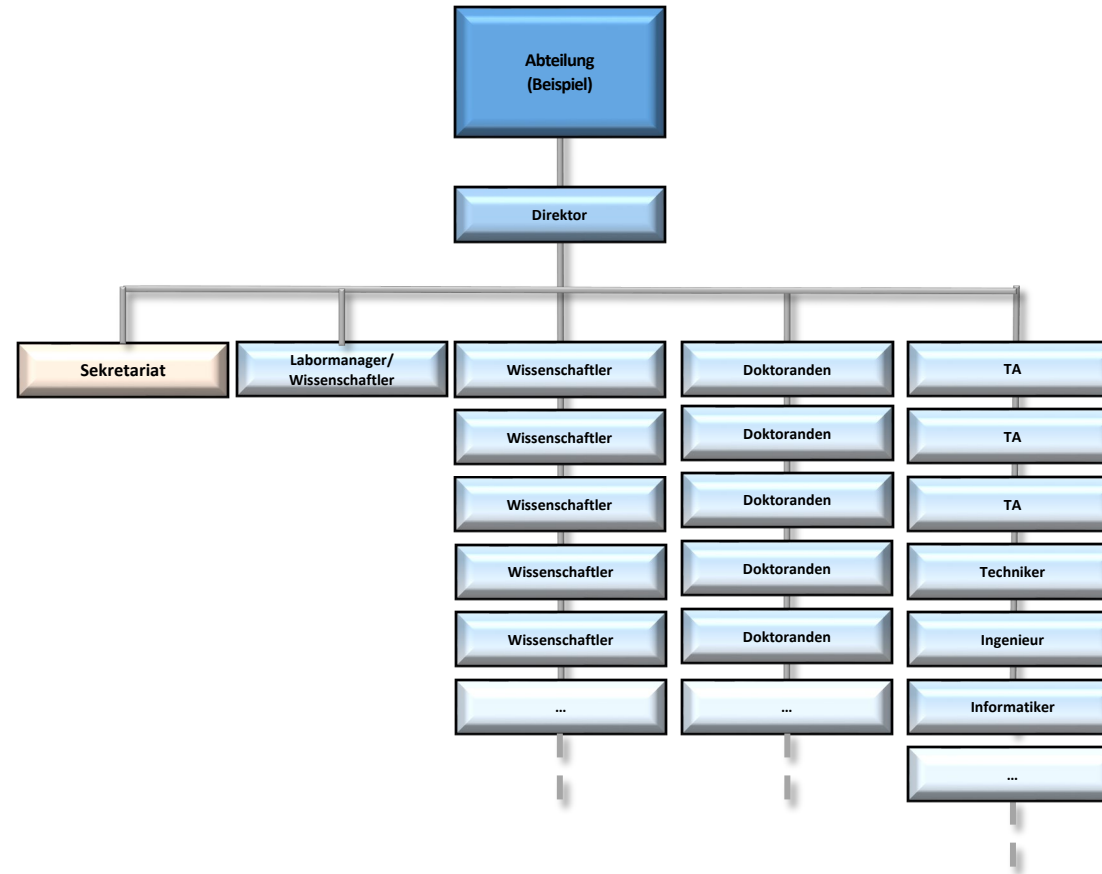 Abteilung
(Beispiel)
Direktor
Sekretariat
Labormanager/
Wissenschaftler
Wissenschaftler
Doktoranden
TA
Wissenschaftler
Doktoranden
TA
Wissenschaftler
Doktoranden
TA
Wissenschaftler
Doktoranden
Techniker
Wissenschaftler
Doktoranden
Ingenieur
...
...
Informatiker
...